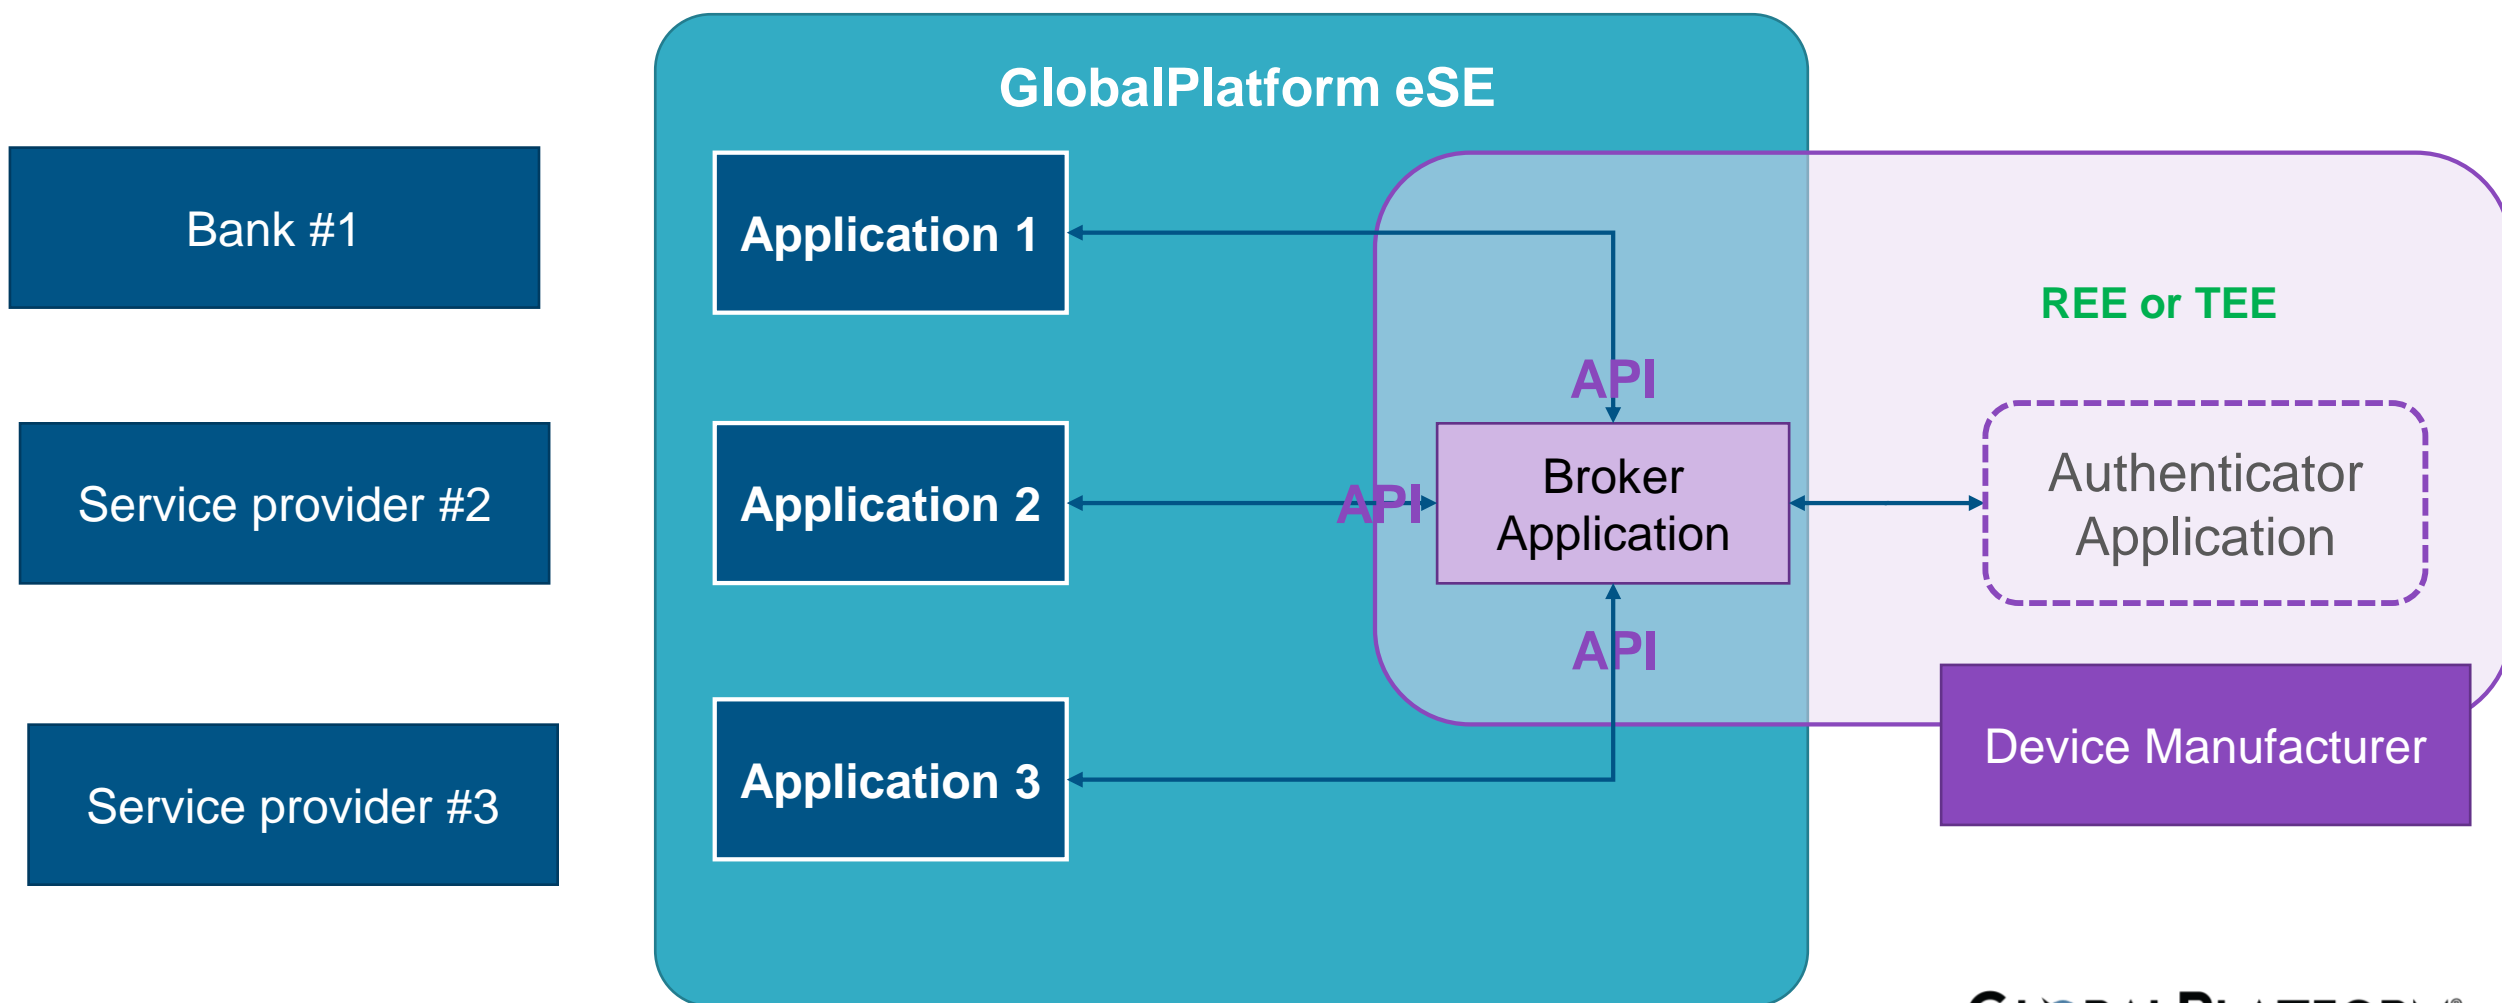 GlobalPlatform eSE
Bank #1
Application 1
REE or TEE
API
Service provider #2
Application 2
API
Broker
Application
Authenticator
Application
API
Service provider #3
Application 3
Device Manufacturer
GLOBALPLATFORM®